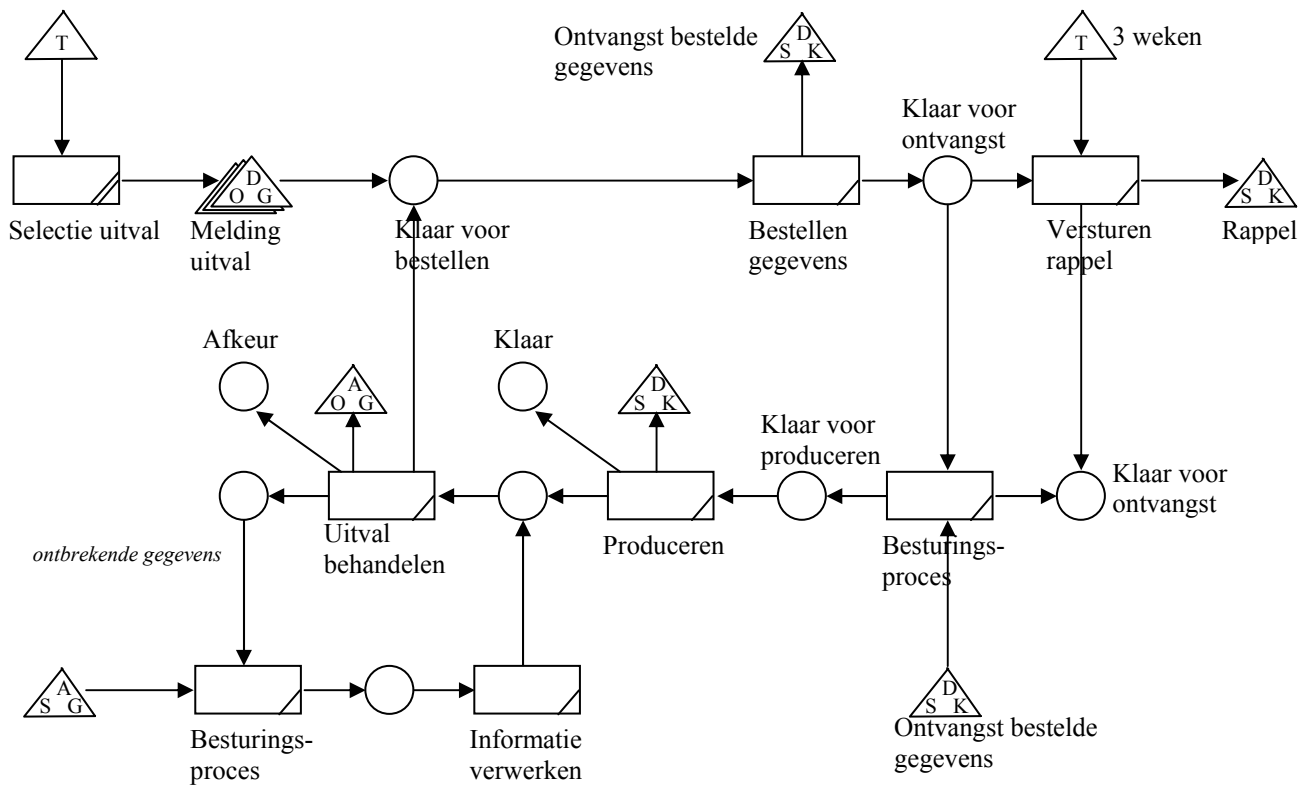 T
Ontvangst bestelde
gegevens
D
S K
T
3 weken
Klaar voor
ontvangst
D
O G
D
S K
Selectie uitval
Melding
uitval
Klaar voor
bestellen
Bestellen
gegevens
Versturen
rappel
Rappel
Afkeur
A
O G
Klaar
D
S K
Klaar voor
produceren
Klaar voor
ontvangst
Uitval
behandelen
Produceren
Besturings-
proces
ontbrekende gegevens
A
S G
D
S K
Besturings-
proces
Informatie
verwerken
Ontvangst bestelde
gegevens